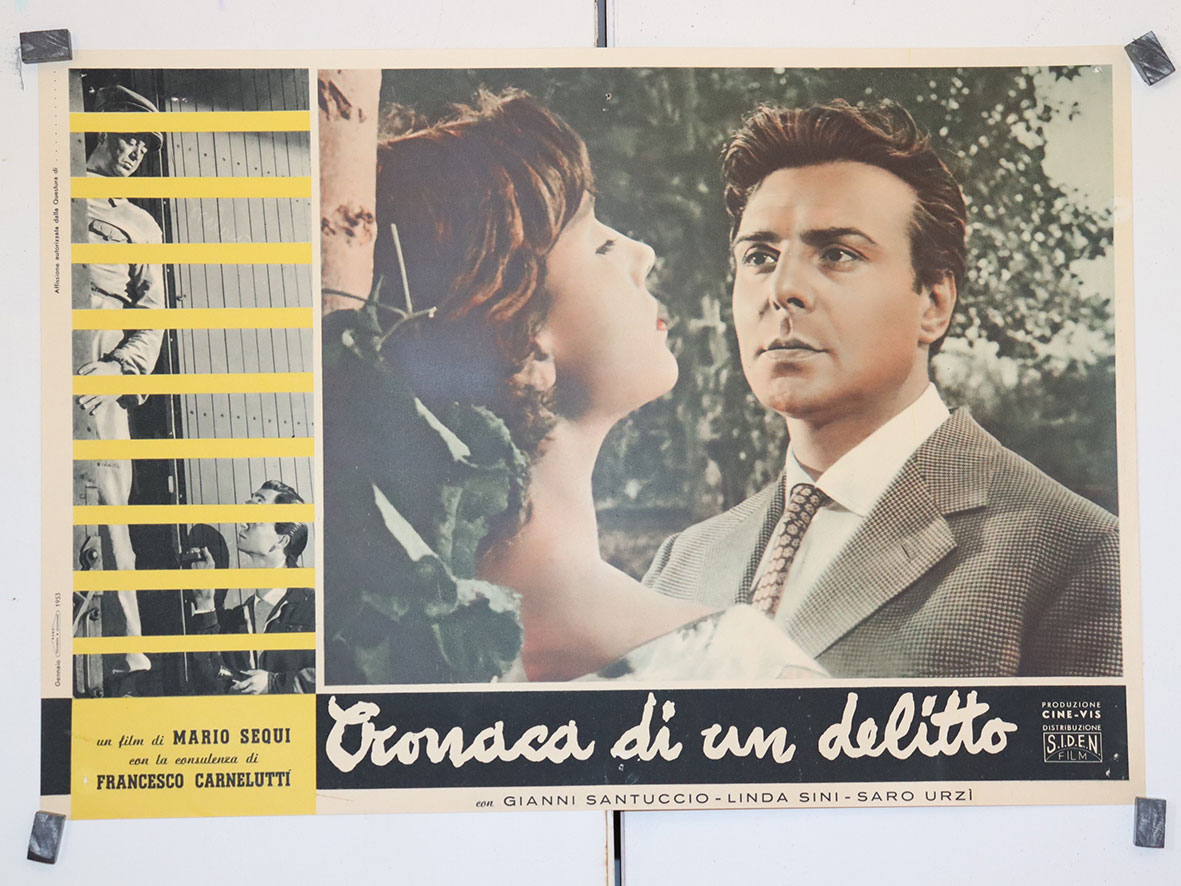 Affissione autorizzata dalla Questura di
Gennaio 1953
un film di MARIO SEQUI
con la consulenza di
FRANCESCO CARNELUTTI
Cronaca di un delitto
PRODUZIONE
CINE-VIS
DISTRIBUZIONE
S.I.D.E.N
FILM
con GIANNI SANTUCCIO - LINDA SINI - SARO URZÌ